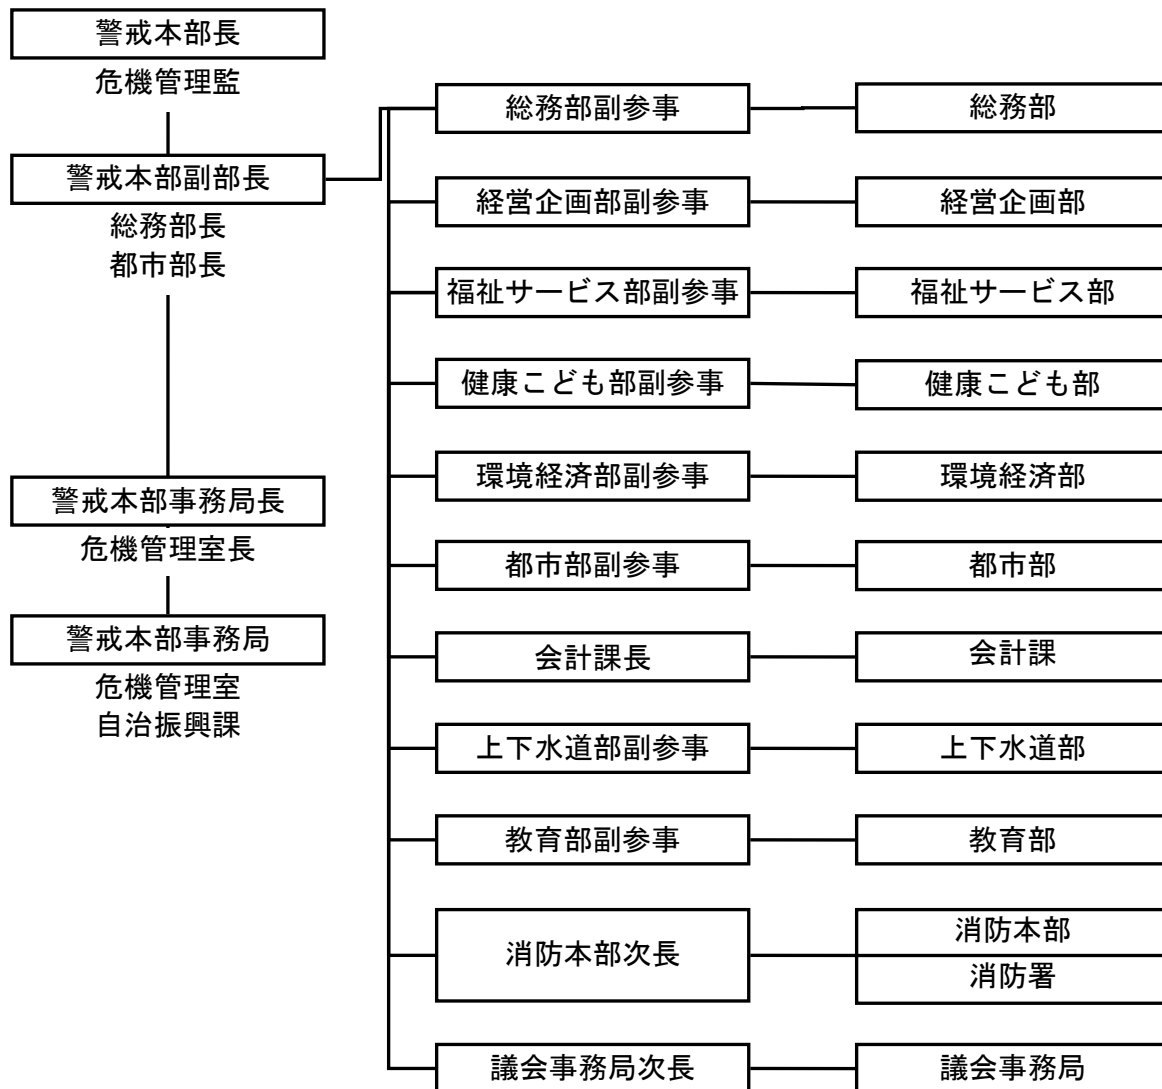 警戒本部長
危機管理監
警戒本部副部長
総務部長
都市部長
警戒本部事務局長
危機管理室長
警戒本部事務局
危機管理室
自治振興課
総務部副参事
総務部
経営企画部副参事
経営企画部
福祉サービス部副参事
福祉サービス部
健康こども部副参事
健康こども部
環境経済部副参事
環境経済部
都市部副参事
都市部
会計課長
会計課
上下水道部副参事
上下水道部
教育部副参事
教育部
消防本部次長
消防本部
消防署
議会事務局次長
議会事務局